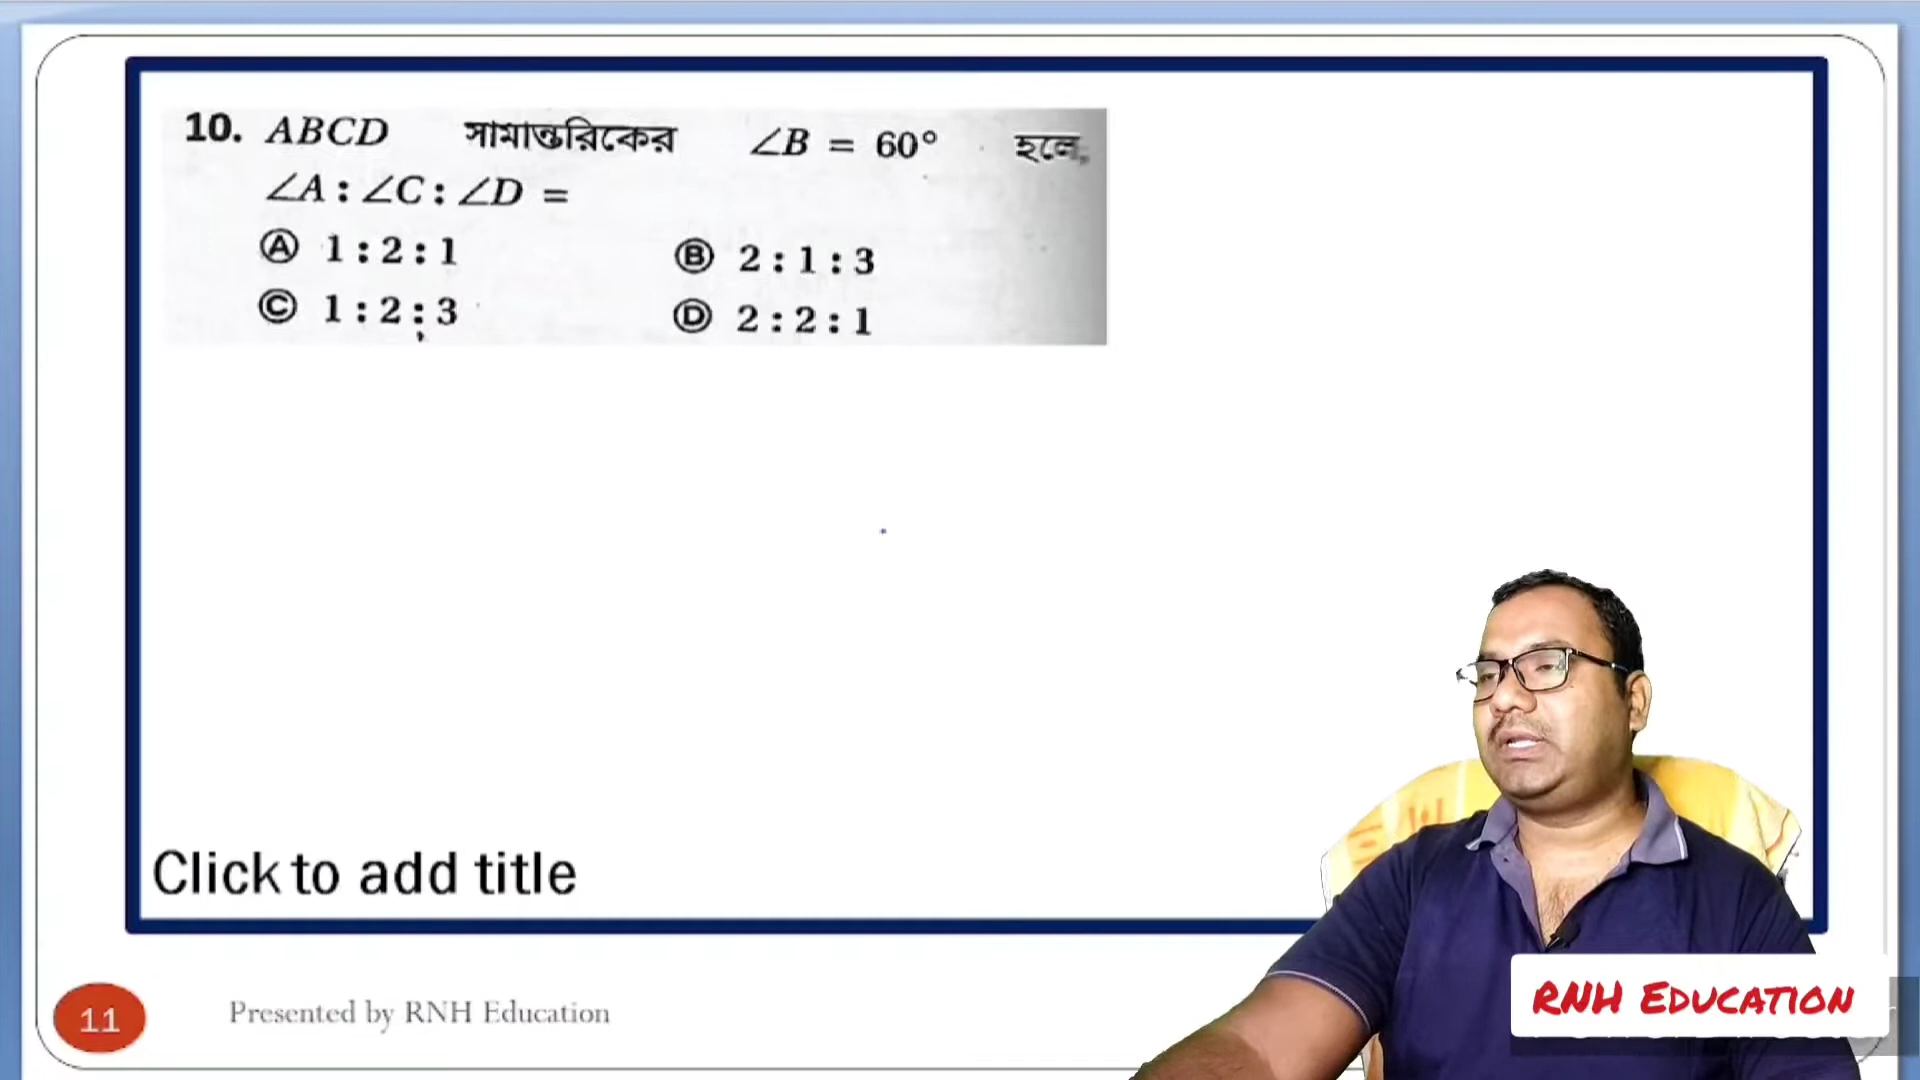 10. ABCD সামান্তরিকের ∠B = 60° হলে,
∠A : ∠C : ∠D =
Ⓐ 1 : 2 : 1 Ⓑ 2 : 1 : 3
Ⓒ 1 : 2 : 3 Ⓓ 2 : 2 : 1
Click to add title
11 Presented by RNH Education
RNH EDUCATION